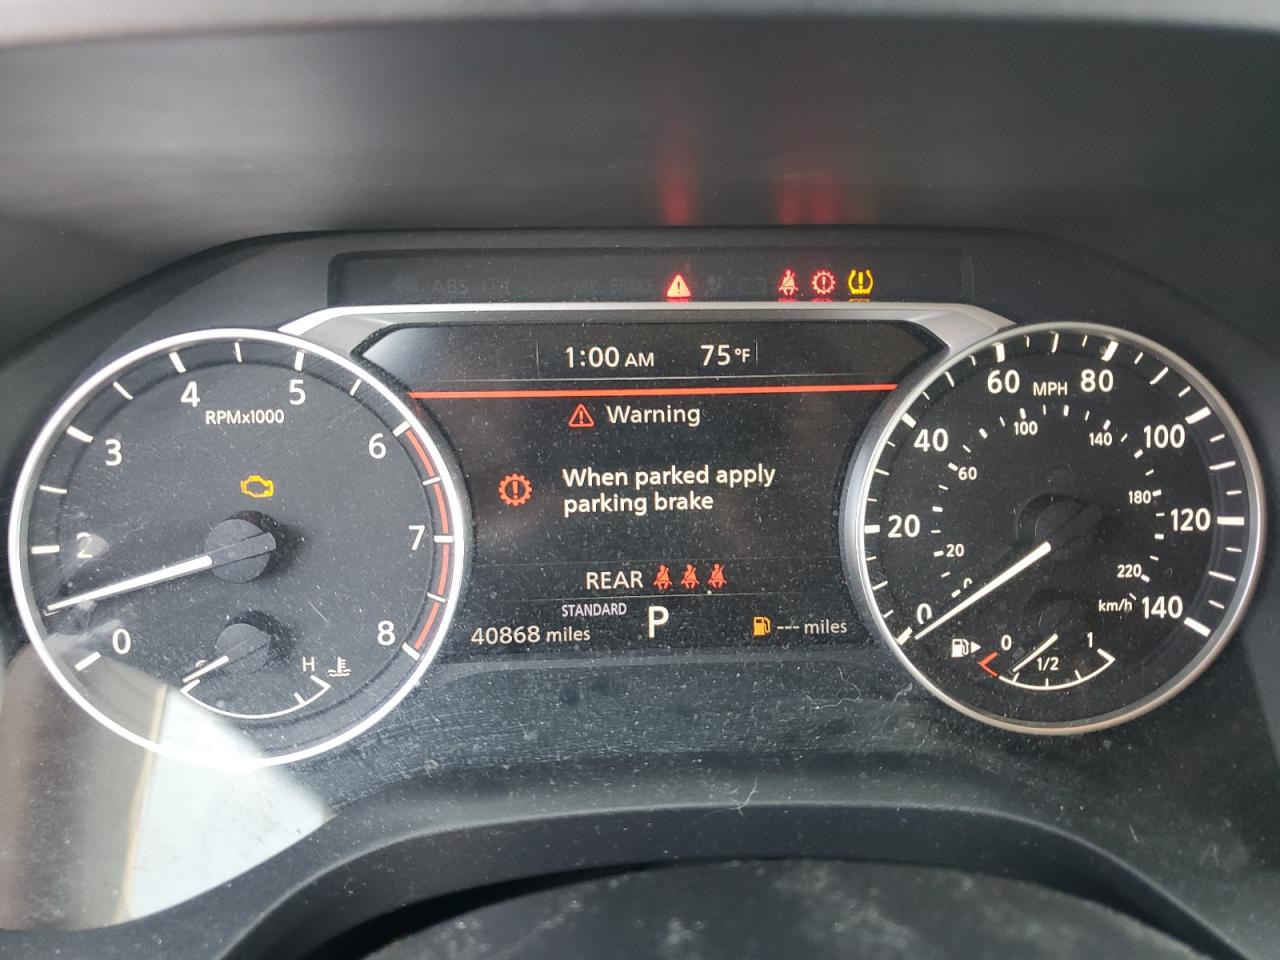 ABS
PARK BRAKE
1:00 AM 75°F
Warning
When parked apply
parking brake
REAR
STANDARD
40868 miles
P
--- miles
RPMx1000
0
2
3
4
5
6
7
8
H
MPH
0
20
40
60
80
100
120
140
km/h
0
20
60
100
140
180
220
0
1/2
1